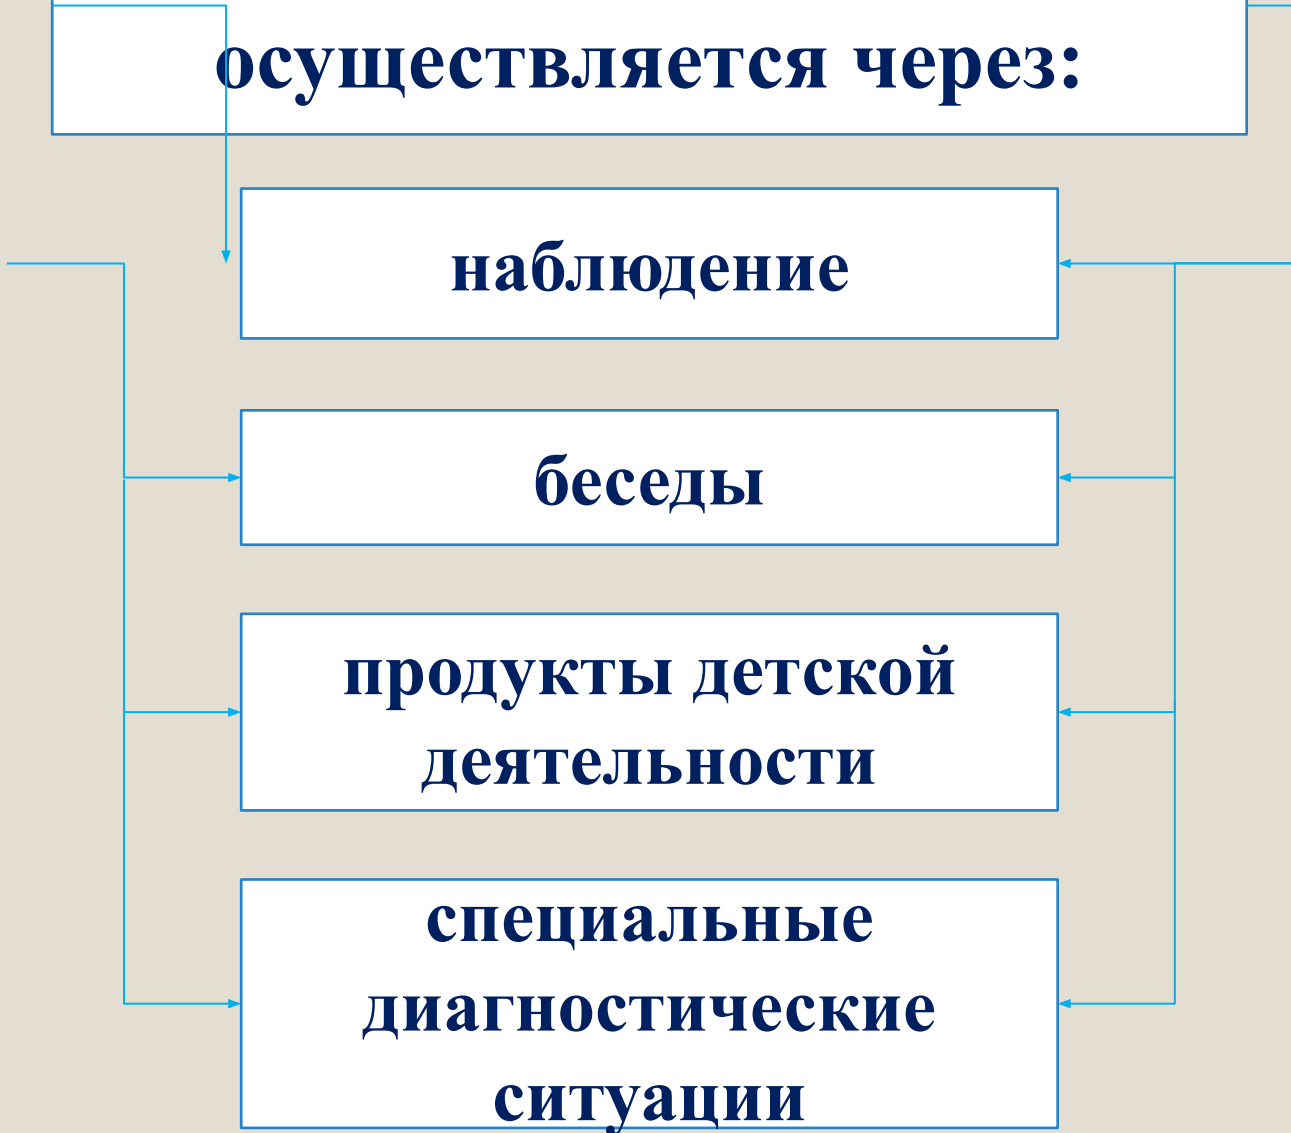 осуществляется через:
наблюдение
беседы
продукты детской
деятельности
специальные
диагностические
ситуации